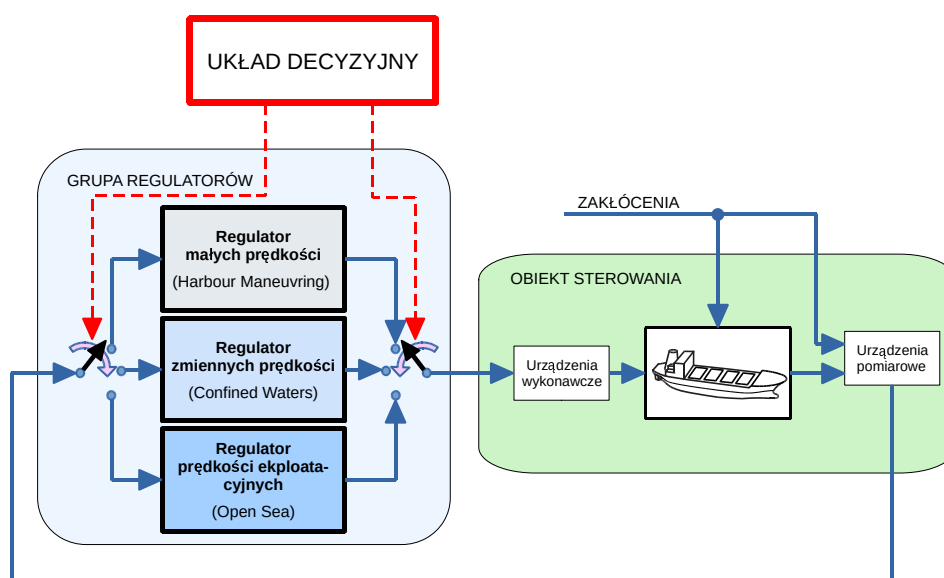 UKŁAD DECYZYJNY
GRUPA REGULATORÓW
Regulator
małych prędkości
(Harbour Maneuvring)
Regulator
zmiennych prędkości
(Confined Waters)
Regulator
prędkości ekploata-
cyjnych
(Open Sea)
ZAKŁÓCENIA
OBIEKT STEROWANIA
Urządzenia
wykonawcze
Urządzenia
pomiarowe